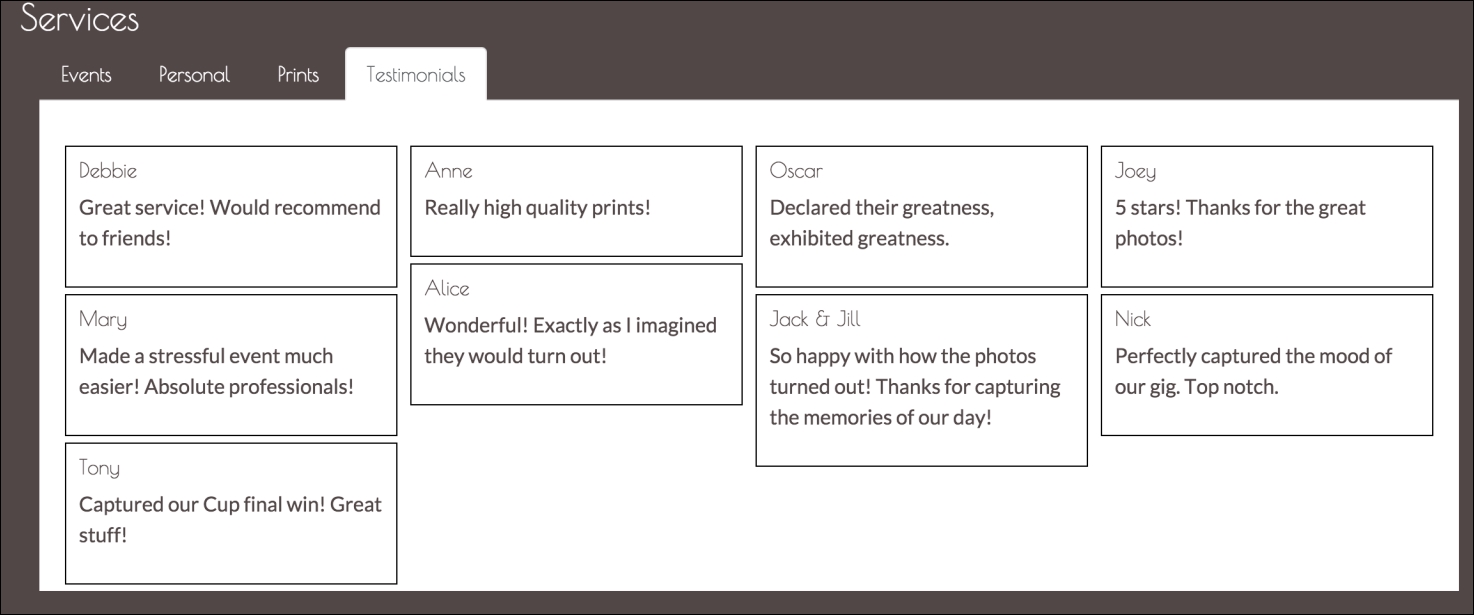 Services
Events Personal Prints Testimonials
Debbie
Great service! Would recommend
to friends!
Mary
Made a stressful event much
easier! Absolute professionals!
Tony
Captured our Cup final win! Great
stuff!
Anne
Really high quality prints!
Alice
Wonderful! Exactly as I imagined
they would turn out!
Oscar
Declared their greatness,
exhibited greatness.
Jack & Jill
So happy with how the photos
turned out! Thanks for capturing
the memories of our day!
Joey
5 stars! Thanks for the great
photos!
Nick
Perfectly captured the mood of
our gig. Top notch.